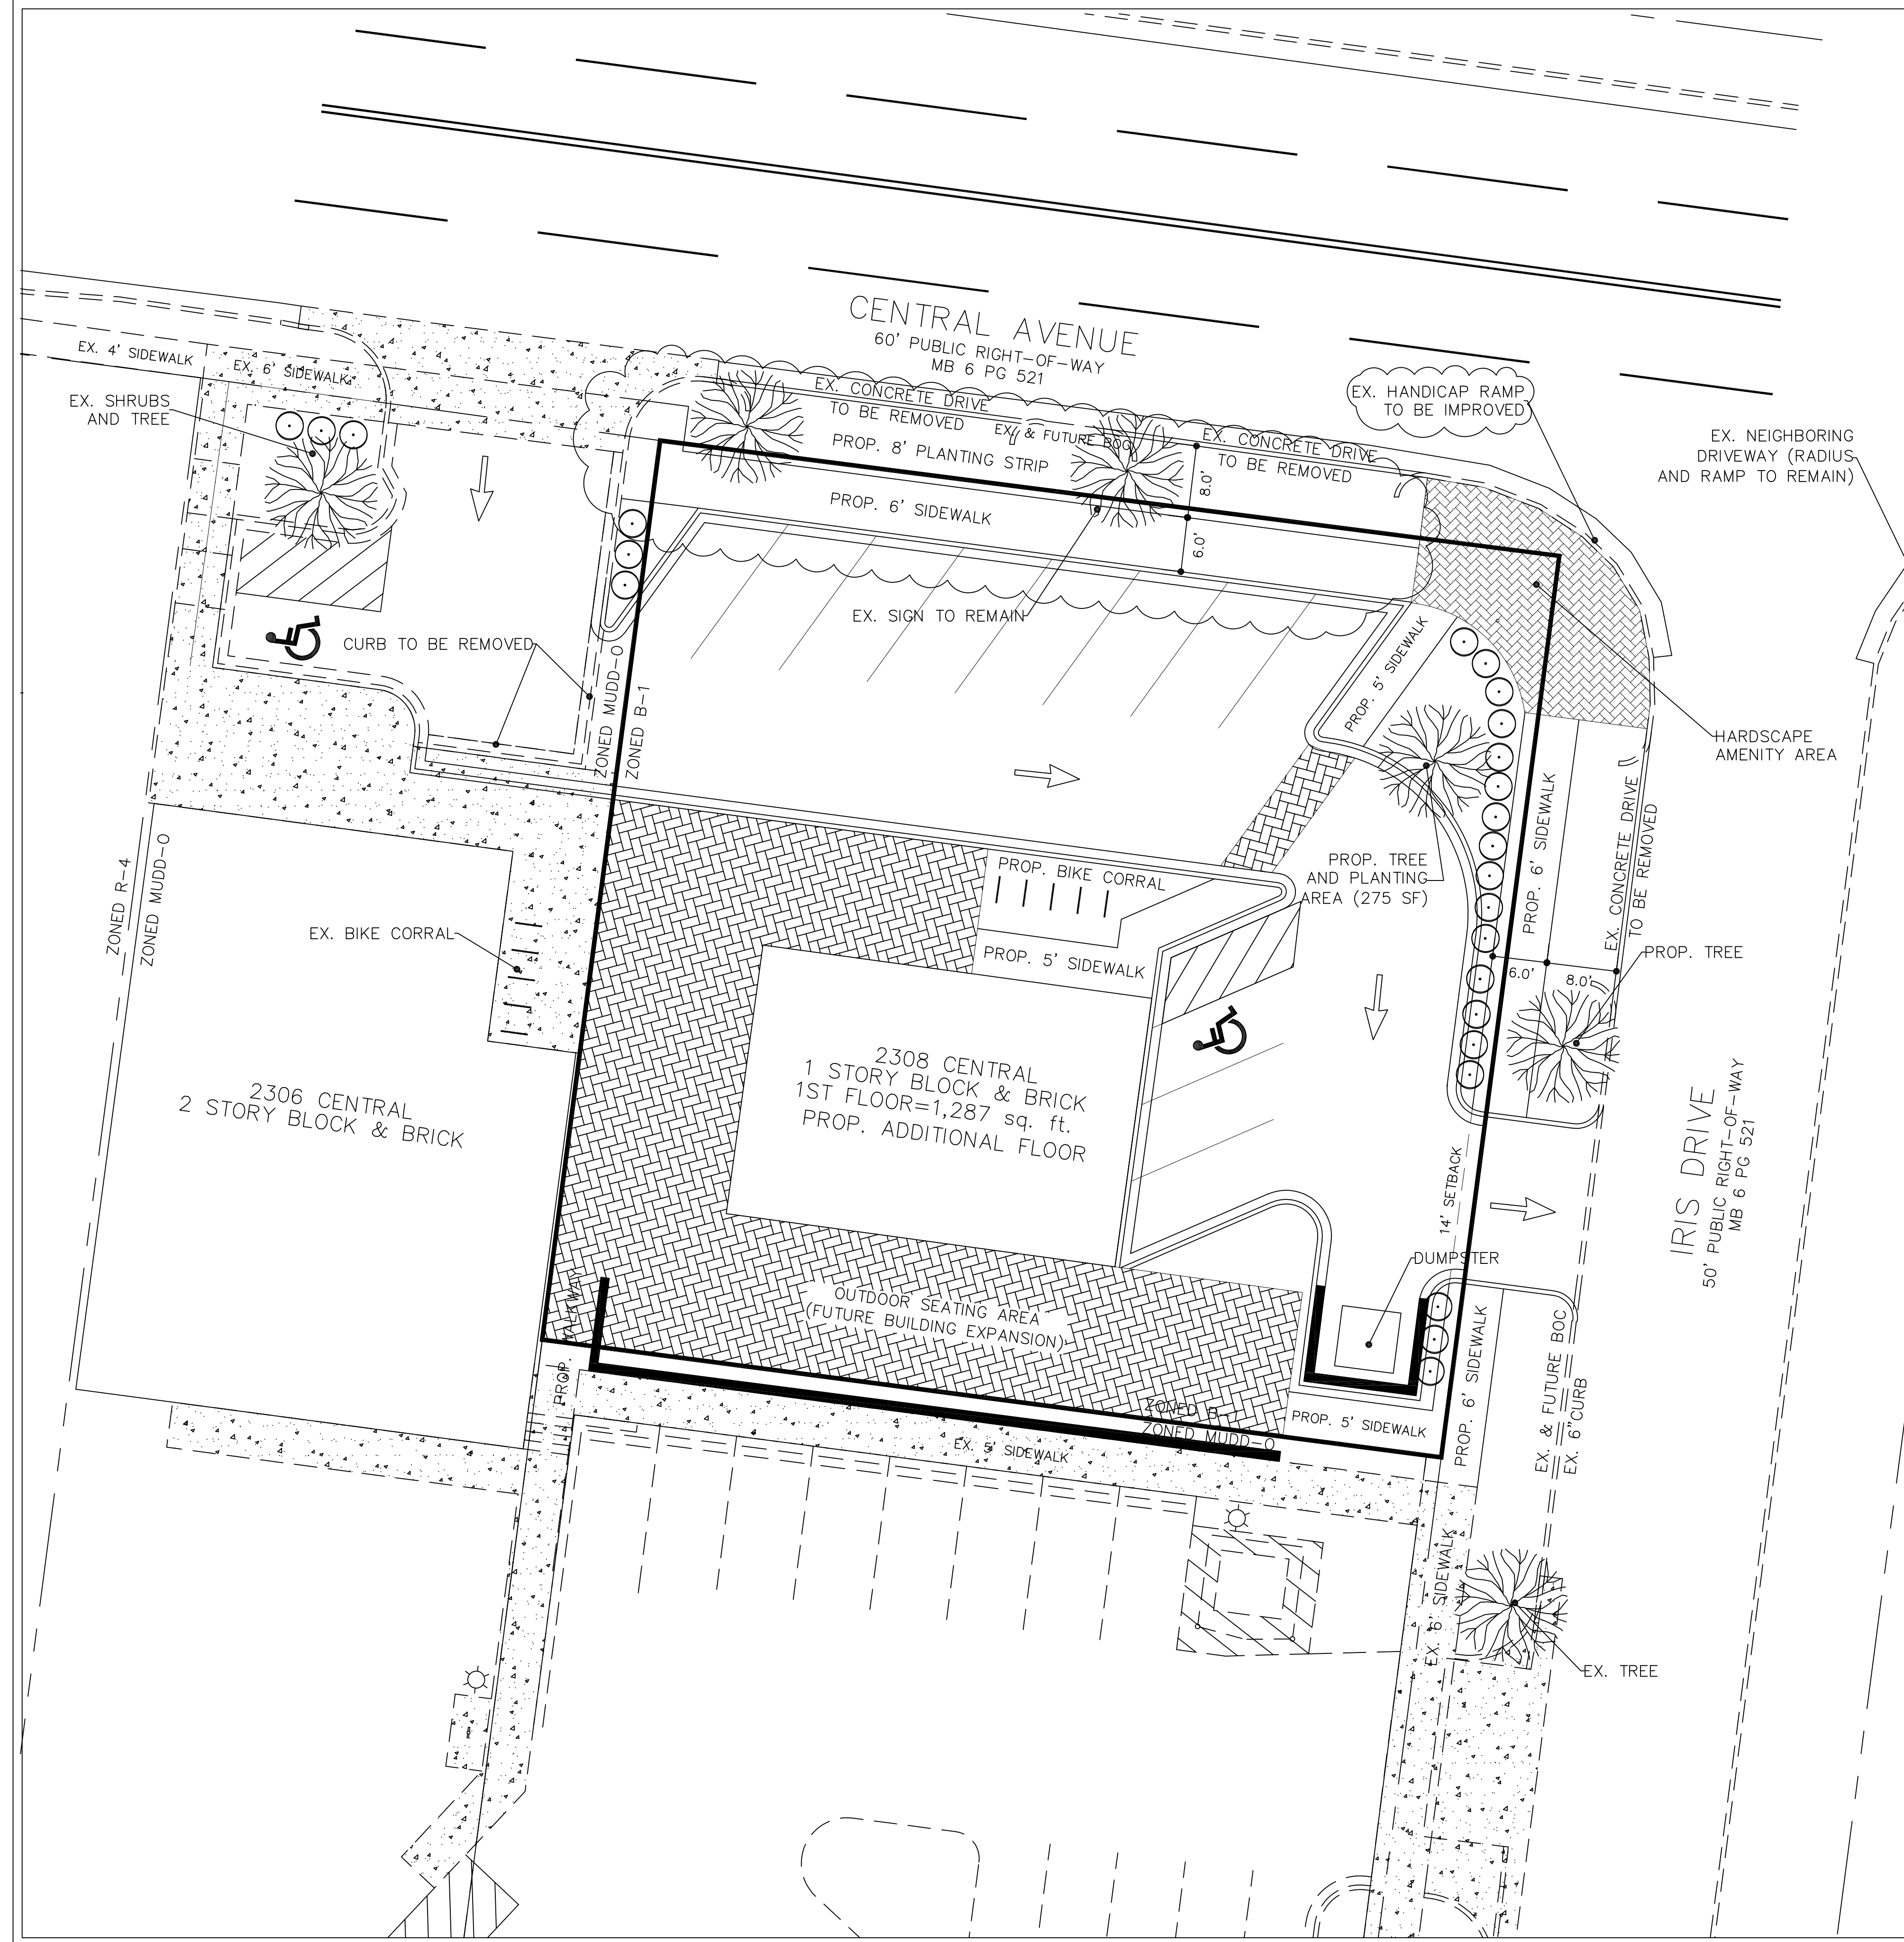 CENTRAL AVENUE
60' PUBLIC RIGHT-OF-WAY
MB 6 PG 521
EX. 4' SIDEWALK
EX. 6' SIDEWALK
EX. SHRUBS
AND TREE
EX. CONCRETE DRIVE
TO BE REMOVED
EX. & FUTURE BOC
PROP. 8' PLANTING STRIP
EX. CONCRETE DRIVE
TO BE REMOVED
EX. HANDICAP RAMP
TO BE IMPROVED
EX. NEIGHBORING
DRIVEWAY (RADIUS
AND RAMP TO REMAIN)
PROP. 6' SIDEWALK
8.0'
6.0'
EX. SIGN TO REMAIN
CURB TO BE REMOVED
ZONED MUDD-O
ZONED B-1
PROP. 5' SIDEWALK
HARDSCAPE
AMENITY AREA
ZONED R-4
ZONED MUDD-O
EX. BIKE CORRAL
PROP. BIKE CORRAL
PROP. 5' SIDEWALK
PROP. TREE
AND PLANTING
AREA (275 SF)
PROP. 6' SIDEWALK
EX. CONCRETE DRIVE
TO BE REMOVED
6.0'
8.0'
PROP. TREE
2306 CENTRAL
2 STORY BLOCK & BRICK
2308 CENTRAL
1 STORY BLOCK & BRICK
1ST FLOOR=1,287 sq. ft.
PROP. ADDITIONAL FLOOR
14' SETBACK
IRIS DRIVE
50' PUBLIC RIGHT-OF-WAY
MB 6 PG 521
DUMPSTER
OUTDOOR SEATING AREA
(FUTURE BUILDING EXPANSION)
PROP. WALKWAY
ZONED B-
ZONED MUDD-O
PROP. 5' SIDEWALK
PROP. 6' SIDEWALK
EX. & FUTURE BOC
EX. 6"CURB
EX. 5' SIDEWALK
EX. 6' SIDEWALK
EX. TREE